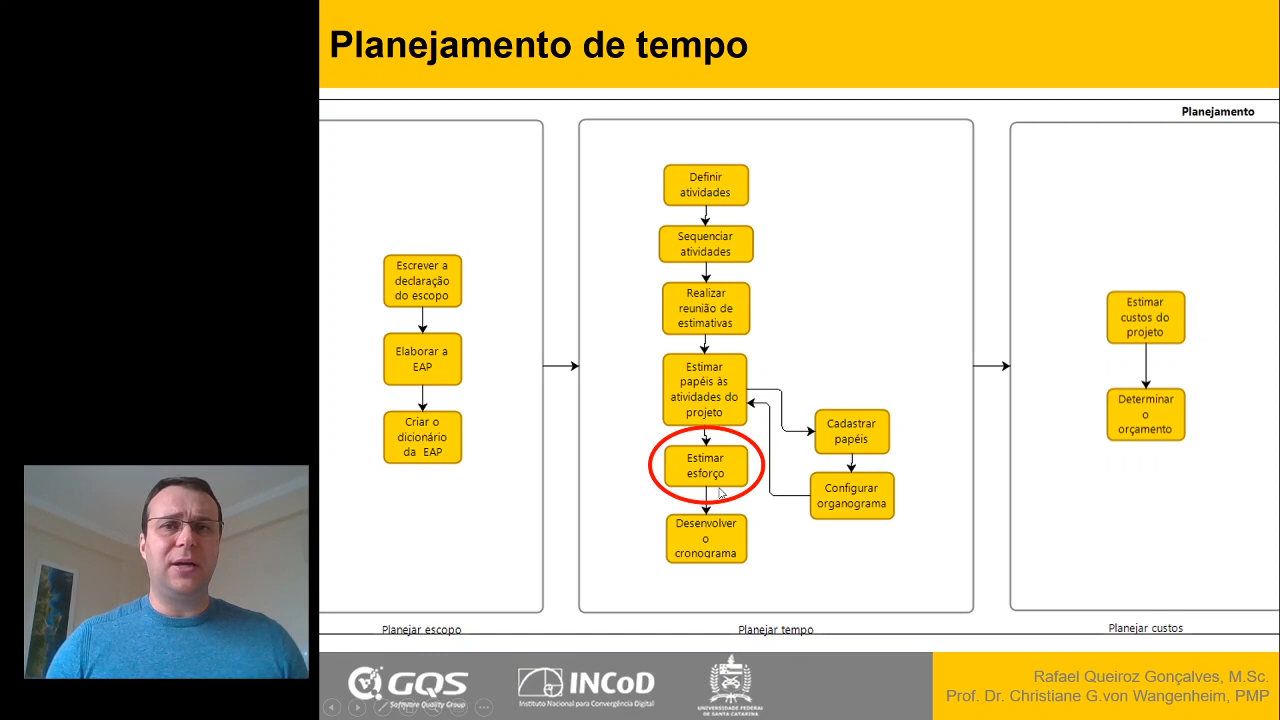 Planejamento de tempo
Planejamento
Escrever a
declaração
do escopo
Elaborar a
EAP
Criar o
dicionário
da EAP
Planejar escopo
Definir
atividades
Sequenciar
atividades
Realizar
reunião de
estimativas
Estimar
papéis às
atividades do
projeto
Cadastrar
papéis
Configurar
organograma
Estimar
esforço
Desenvolver
o
cronograma
Planejar tempo
Estimar
custos do
projeto
Determinar
o
orçamento
Planejar custos
GQS
Software Quality Group
INCoD
Instituto Nacional para Convergência Digital
UNIVERSIDADE FEDERAL
DE SANTA CATARINA
Rafael Queiroz Gonçalves, M.Sc.
Prof. Dr. Christiane G.von Wangenheim, PMP